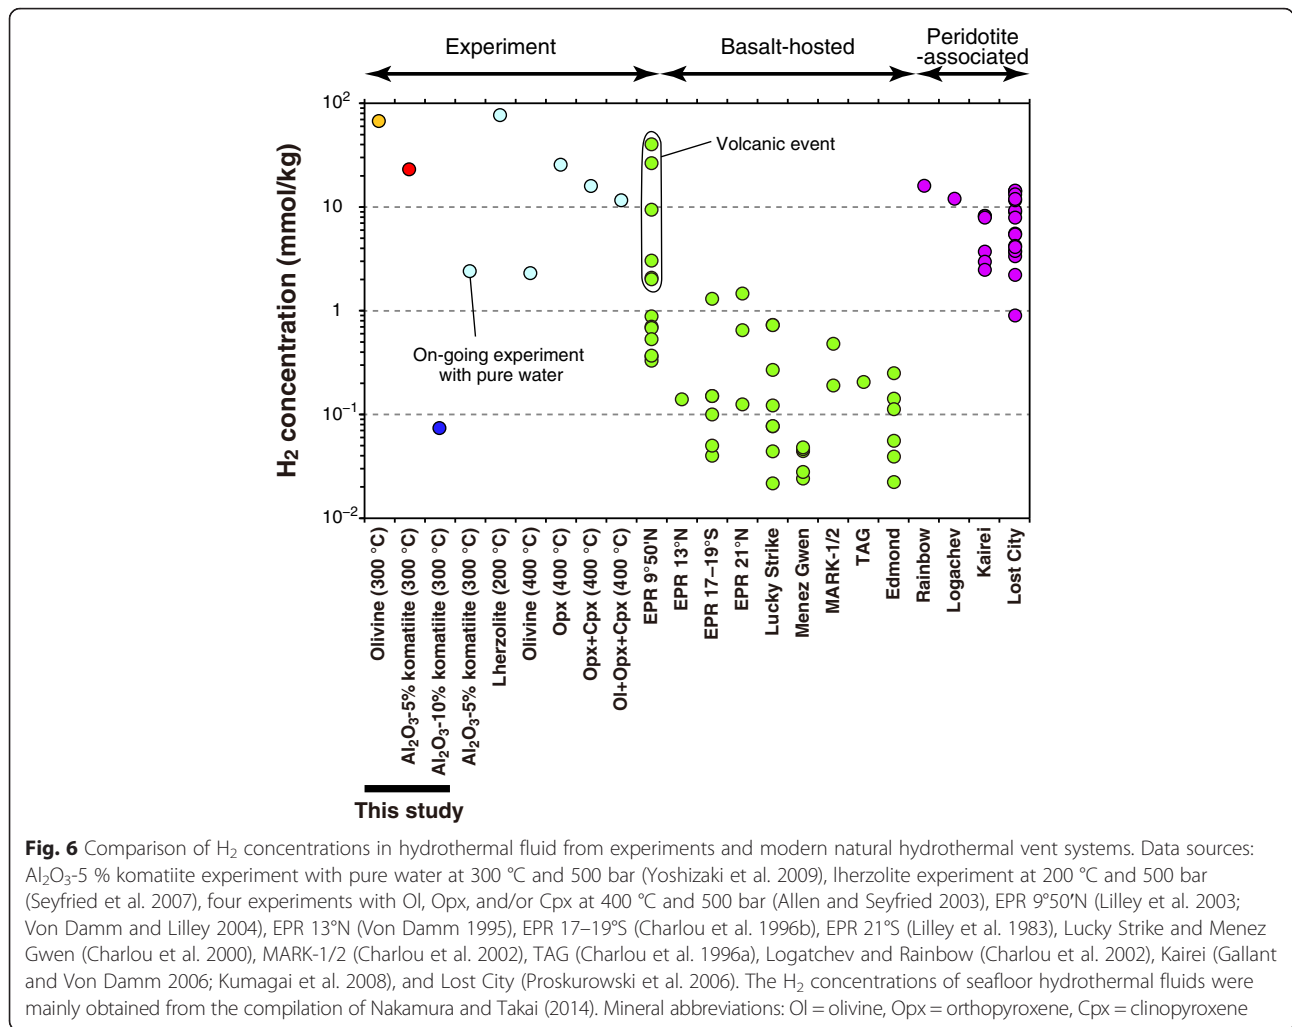 Experiment
Basalt-hosted
Peridotite
-associated
10²
10
1
10⁻¹
10⁻²
H₂ concentration (mmol/kg)
Volcanic event
On-going experiment
with pure water
Olivine (300 °C)
Al₂O₃-5% komatiite (300 °C)
Al₂O₃-10% komatiite (300 °C)
Al₂O₃-5% komatiite (300 °C)
Lherzolite (200 °C)
Olivine (400 °C)
Opx (400 °C)
Opx+Cpx (400 °C)
Ol+Opx+Cpx (400 °C)
EPR 9°50'N
EPR 13°N
EPR 17–19°S
EPR 21°N
Lucky Strike
Menez Gwen
MARK-1/2
TAG
Edmond
Rainbow
Logachev
Kairei
Lost City
This study
Fig. 6 Comparison of H₂ concentrations in hydrothermal fluid from experiments and modern natural hydrothermal vent systems. Data sources:
Al₂O₃-5 % komatiite experiment with pure water at 300 °C and 500 bar (Yoshizaki et al. 2009), lherzolite experiment at 200 °C and 500 bar
(Seyfried et al. 2007), four experiments with Ol, Opx, and/or Cpx at 400 °C and 500 bar (Allen and Seyfried 2003), EPR 9°50′N (Lilley et al. 2003;
Von Damm and Lilley 2004), EPR 13°N (Von Damm 1995), EPR 17–19°S (Charlou et al. 1996b), EPR 21°S (Lilley et al. 1983), Lucky Strike and Menez
Gwen (Charlou et al. 2000), MARK-1/2 (Charlou et al. 2002), TAG (Charlou et al. 1996a), Logatchev and Rainbow (Charlou et al. 2002), Kairei (Gallant
and Von Damm 2006; Kumagai et al. 2008), and Lost City (Proskurowski et al. 2006). The H₂ concentrations of seafloor hydrothermal fluids were
mainly obtained from the compilation of Nakamura and Takai (2014). Mineral abbreviations: Ol = olivine, Opx = orthopyroxene, Cpx = clinopyroxene